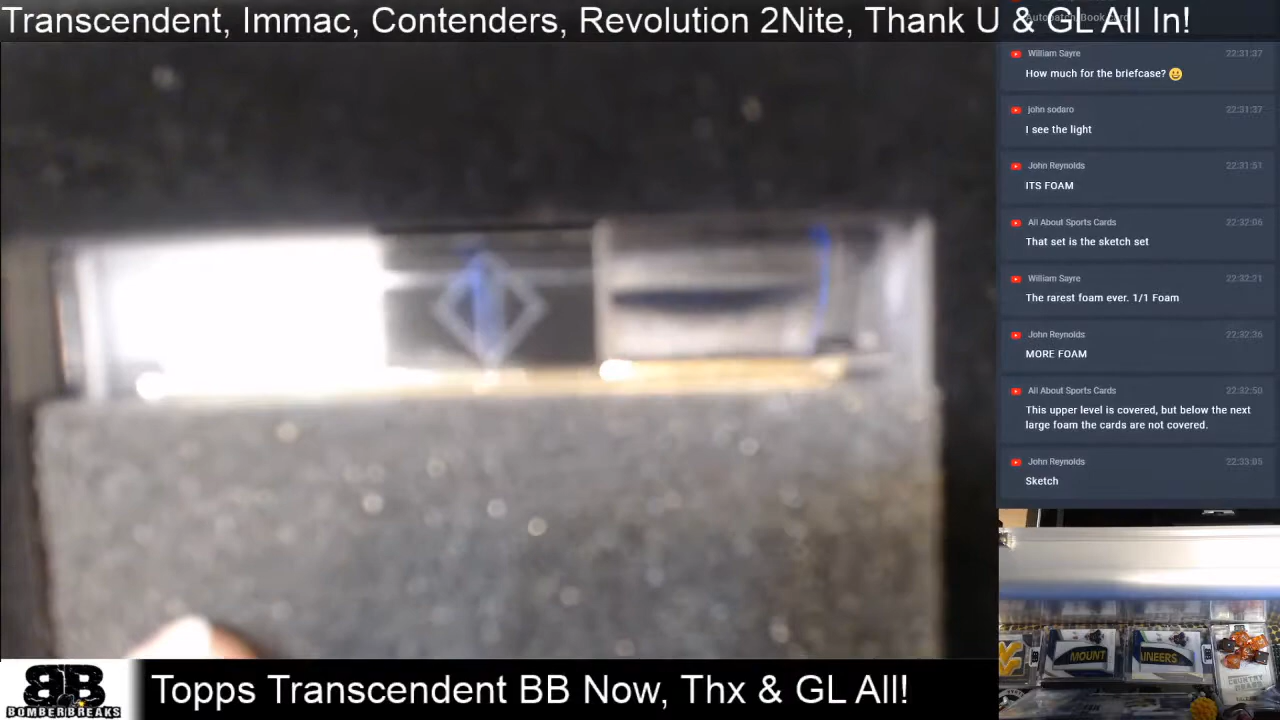 Transcendent, Immac, Contenders, Revolution 2Nite, Thank U & GL All In!
William Sayre 22:31:37
How much for the briefcase?
john sodaro 22:31:37
I see the light
John Reynolds 22:31:51
ITS FOAM
All About Sports Cards 22:32:06
That set is the sketch set
William Sayre 22:32:21
The rarest foam ever. 1/1 Foam
John Reynolds 22:32:36
MORE FOAM
All About Sports Cards 22:32:50
This upper level is covered, but below the next
large foam the cards are not covered.
John Reynolds 22:33:05
Sketch
MOUNT AINEERS
BB
BOMBERBREAKS
Topps Transcendent BB Now, Thx & GL All!